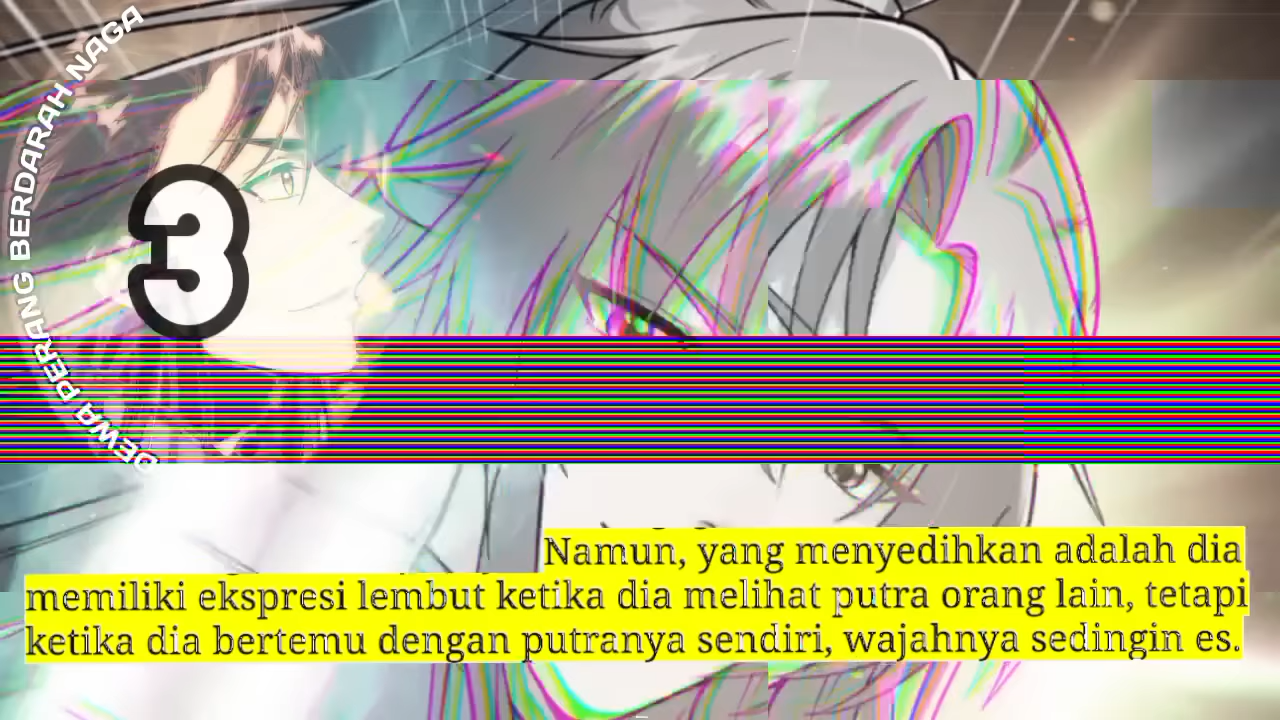 DEWA PERANG BERDARAH NAGA
3
Namun, yang menyedihkan adalah dia
memiliki ekspresi lembut ketika dia melihat putra orang lain, tetapi
ketika dia bertemu dengan putranya sendiri, wajahnya sedingin es.